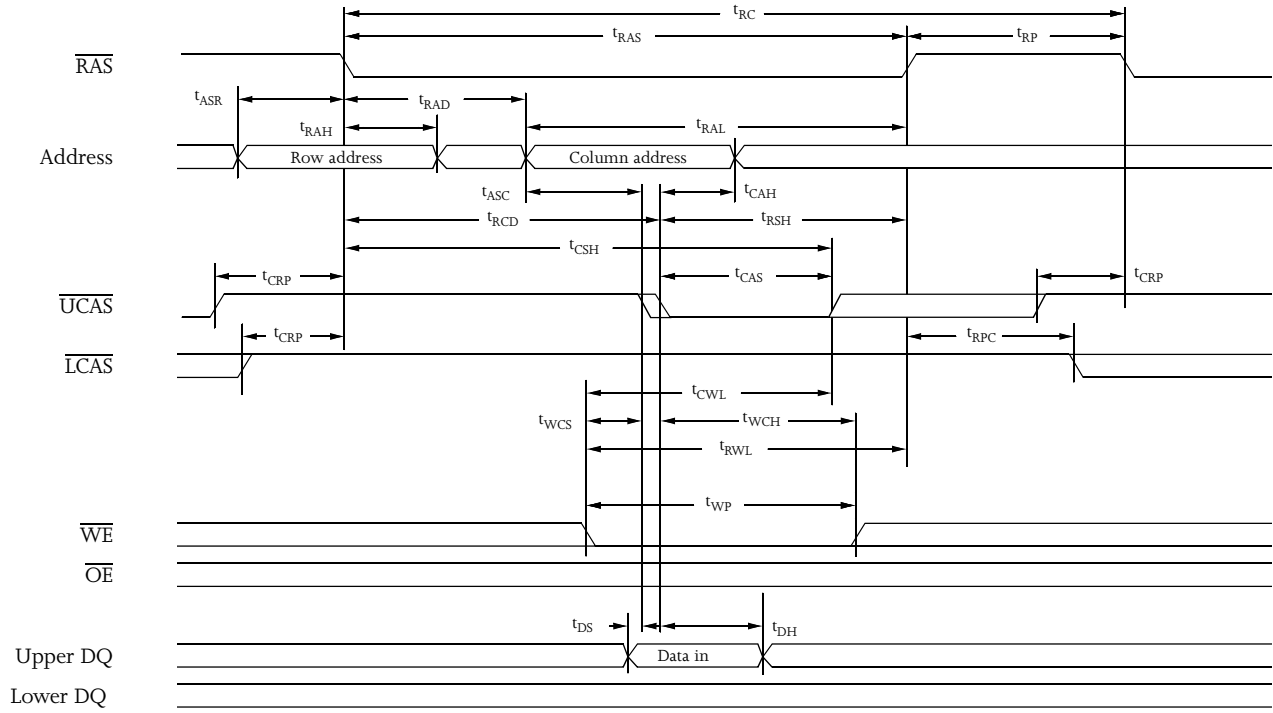 tRC
tRAS
tRP
RAS
tASR
tRAD
tRAH
tRAL
Address
Row address
Column address
tASC
tCAH
tRCD
tRSH
tCSH
tCRP
tCAS
tCRP
UCAS
tCRP
tRPC
LCAS
tCWL
tWCS
tWCH
tRWL
tWP
WE
OE
tDS
tDH
Upper DQ
Data in
Lower DQ